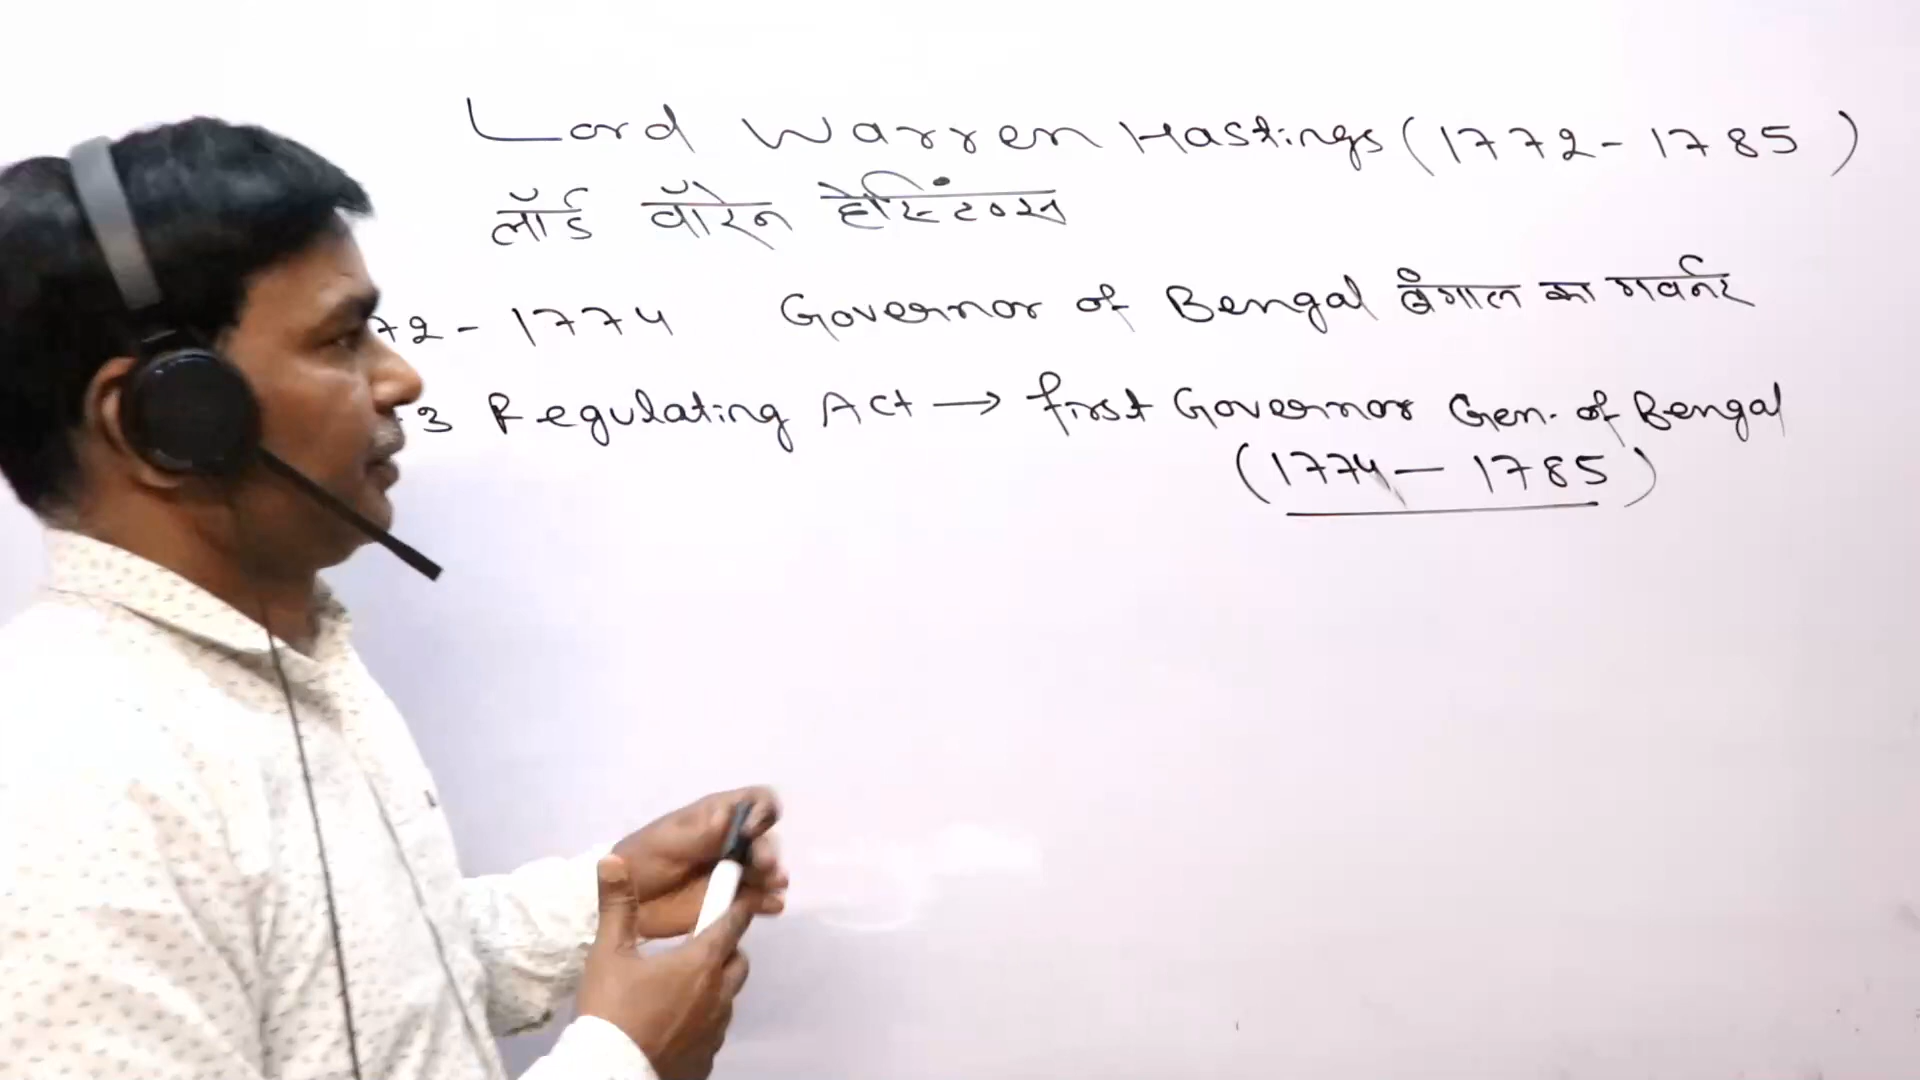 Lord Warren Hastings (1772-1785)
लॉर्ड वॉरेन हेस्टिंग्स
72-1774 Governor of Bengal बंगाल का गवर्नर
3 Regulating Act → first Governor Gen. of Bengal
(1774-1785)